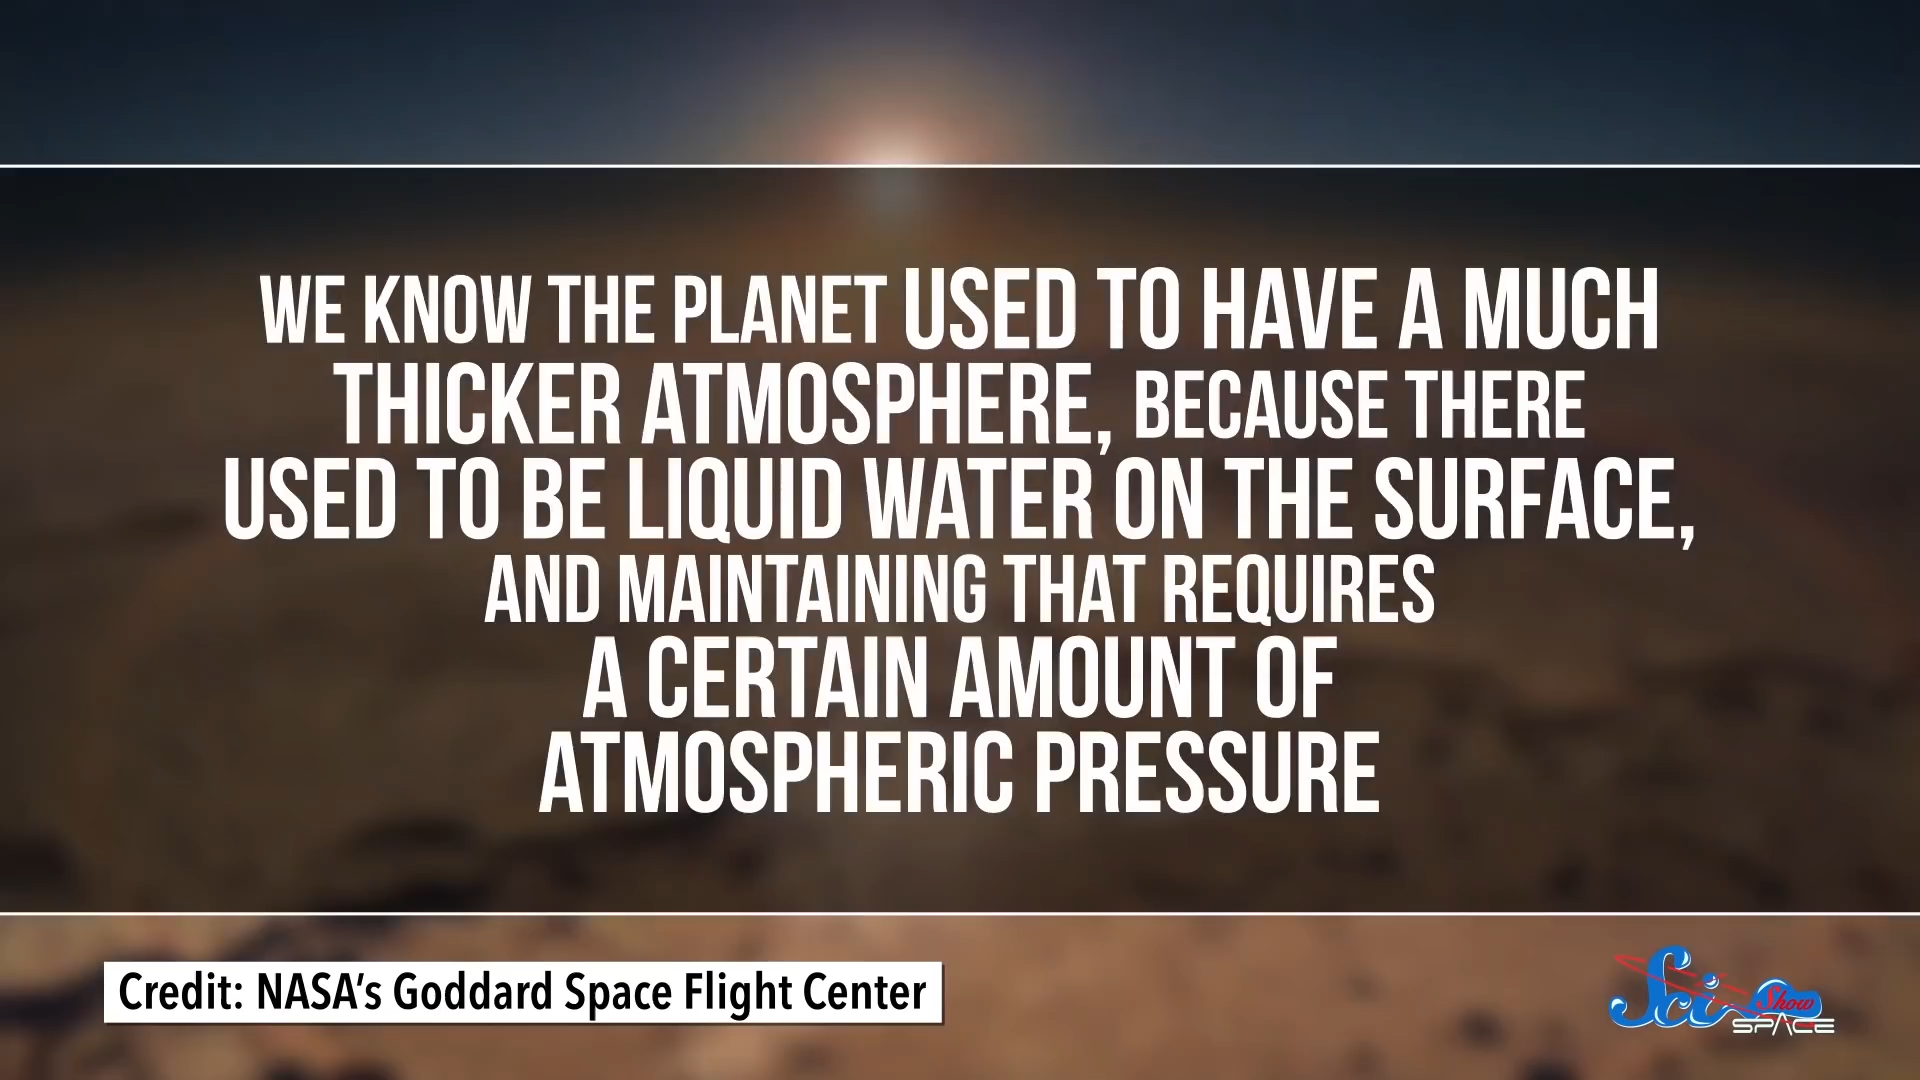 WE KNOW THE PLANET USED TO HAVE A MUCH
THICKER ATMOSPHERE, BECAUSE THERE
USED TO BE LIQUID WATER ON THE SURFACE,
AND MAINTAINING THAT REQUIRES
A CERTAIN AMOUNT OF
ATMOSPHERIC PRESSURE
Credit: NASA's Goddard Space Flight Center
Sci Show
SPACE